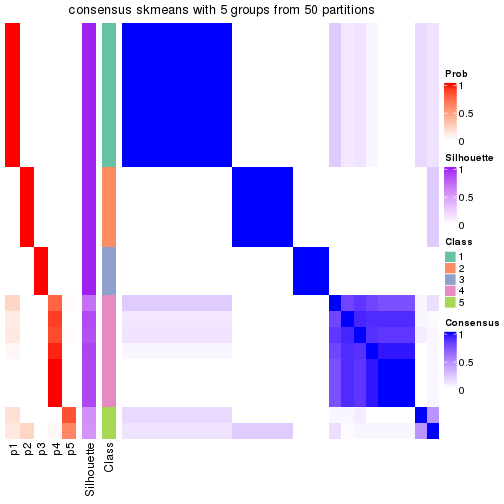 consensus skmeans with 5 groups from 50 partitions
Prob
1
0.5
0
Silhouette
1
0.5
0
Class
1
2
3
4
5
Consensus
1
0.5
0
p1
p2
p3
p4
p5
Silhouette
Class